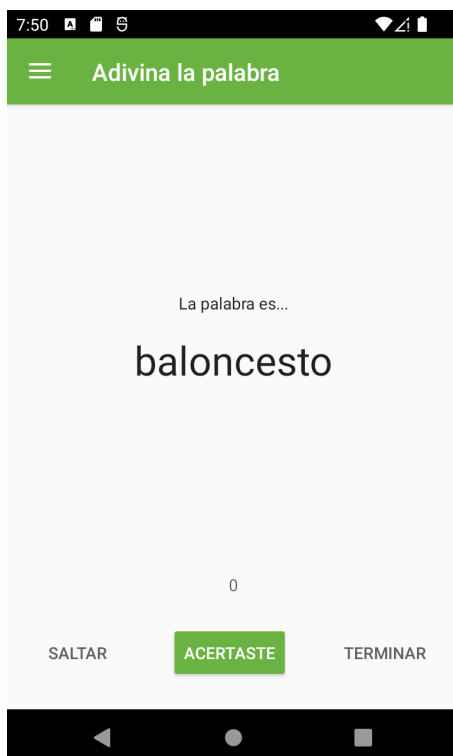 7:50
Adivina la palabra
La palabra es...
baloncesto
0
SALTAR ACERTASTE TERMINAR